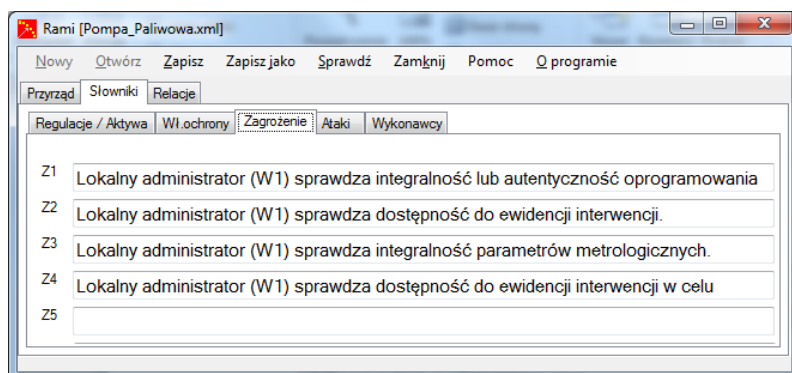 Rami [Pompa_Paliwowa.xml]
Nowy Otwórz Zapisz Zapisz jako Sprawdź Zamknij Pomoc O programie
Przyrząd Słowniki Relacje
Regulacje / Aktywa Wł.ochrony Zagrożenie Ataki Wykonawcy
Z1 Lokalny administrator (W1) sprawdza integralność lub autentyczność oprogramowania
Z2 Lokalny administrator (W1) sprawdza dostępność do ewidencji interwencji.
Z3 Lokalny administrator (W1) sprawdza integralność parametrów metrologicznych.
Z4 Lokalny administrator (W1) sprawdza dostępność do ewidencji interwencji w celu
Z5